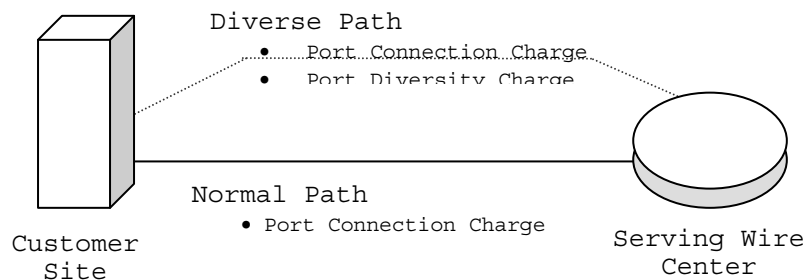 Diverse Path
• Port Connection Charge
• Port Diversity Charge
Normal Path
• Port Connection Charge
Customer
Site
Serving Wire
Center